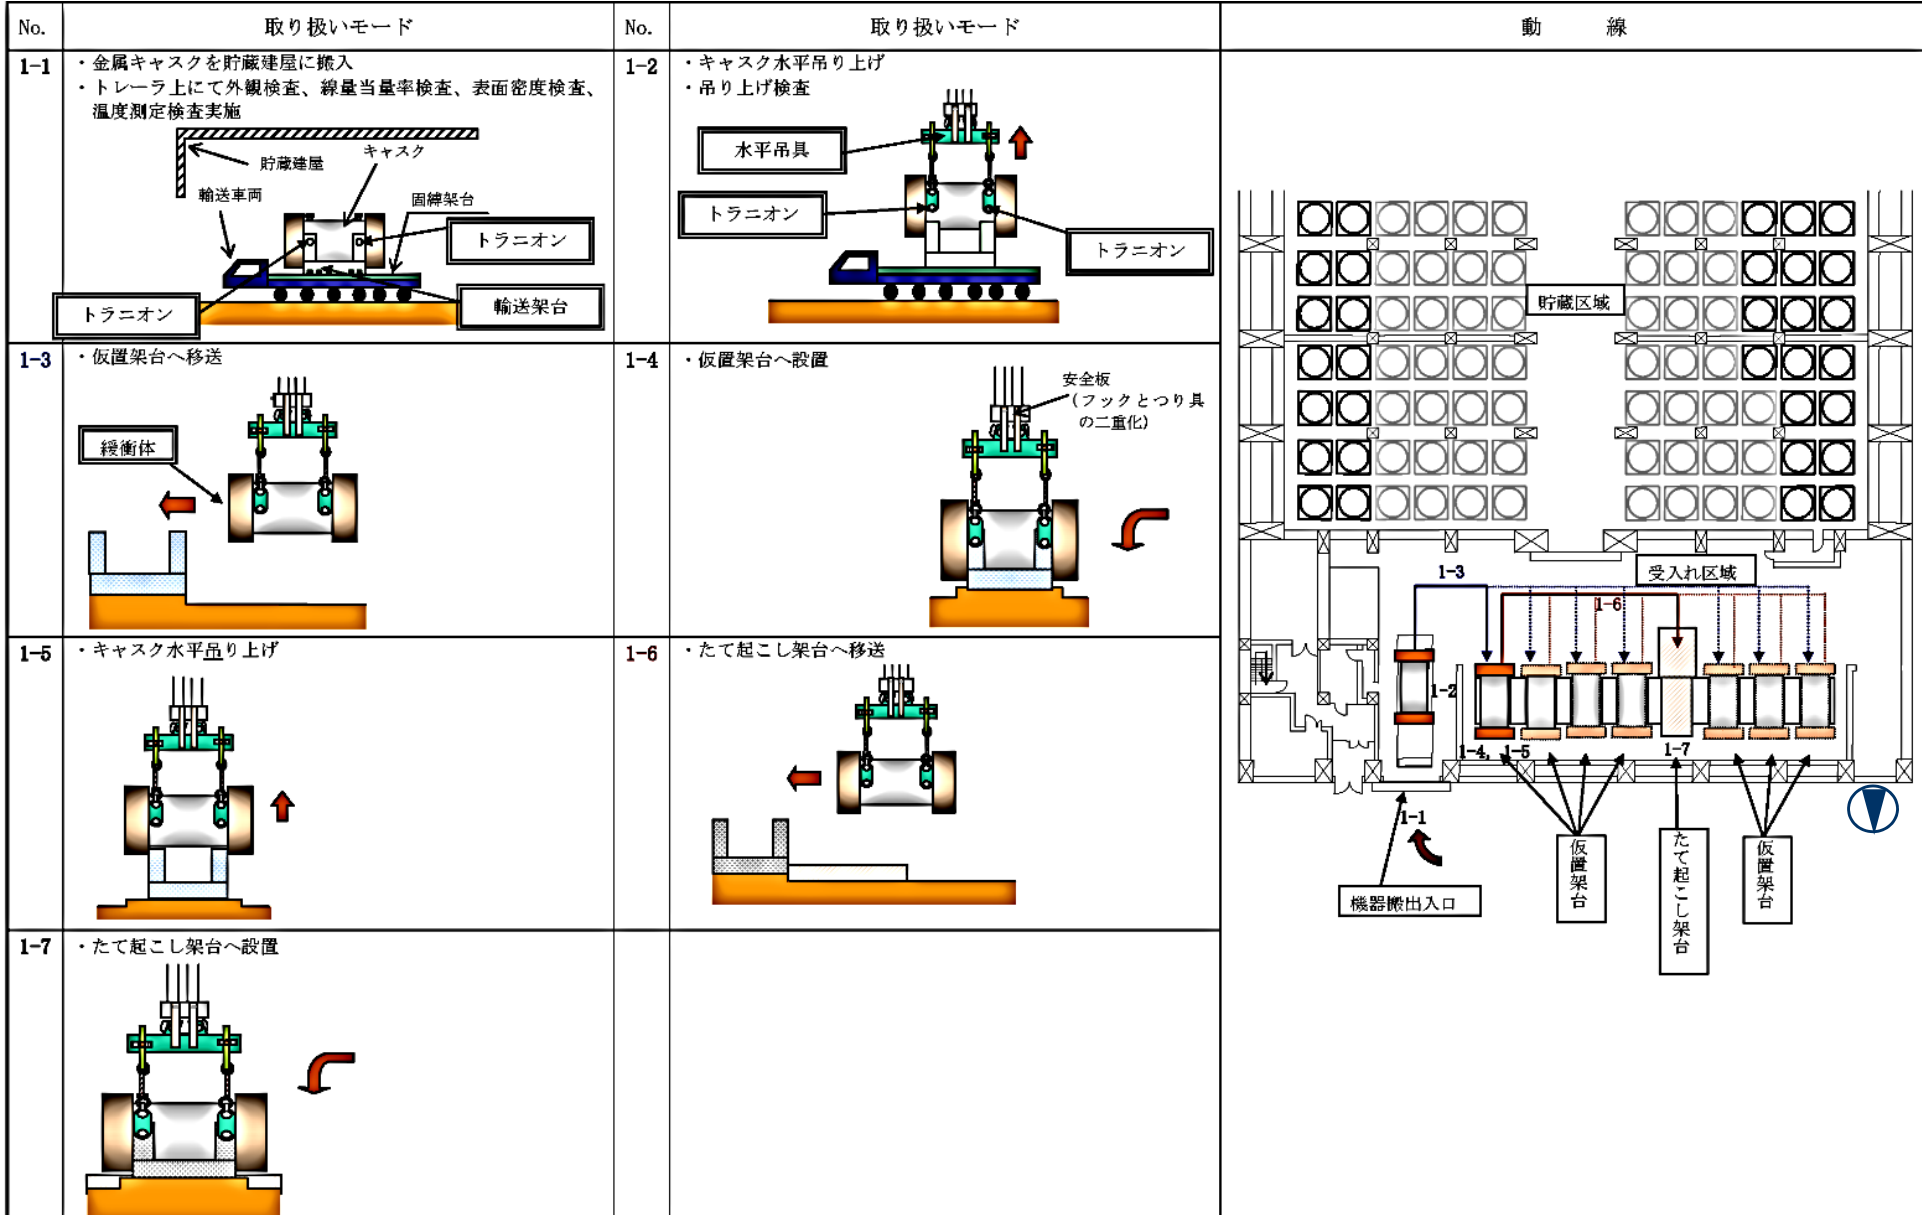 No.
取り扱いモード
No.
取り扱いモード
動　線
1-1
・金属キャスクを貯蔵建屋に搬入
・トレーラ上にて外観検査、線量当量率検査、表面密度検査、
温度測定検査実施
貯蔵建屋
キャスク
輸送車両
固縛架台
トラニオン
トラニオン
輸送架台
1-2
・キャスク水平吊り上げ
・吊り上げ検査
水平吊具
トラニオン
トラニオン
1-3
・仮置架台へ移送
緩衝体
1-4
・仮置架台へ設置
安全板
(フックとつり具
の二重化)
1-5
・キャスク水平吊り上げ
1-6
・たて起こし架台へ移送
1-7
・たて起こし架台へ設置
貯蔵区域
受入れ区域
1-3
1-6
1-2
1-4,
1-5
1-7
1-1
機器搬出入口
仮置架台
たて起こし架台
仮置架台